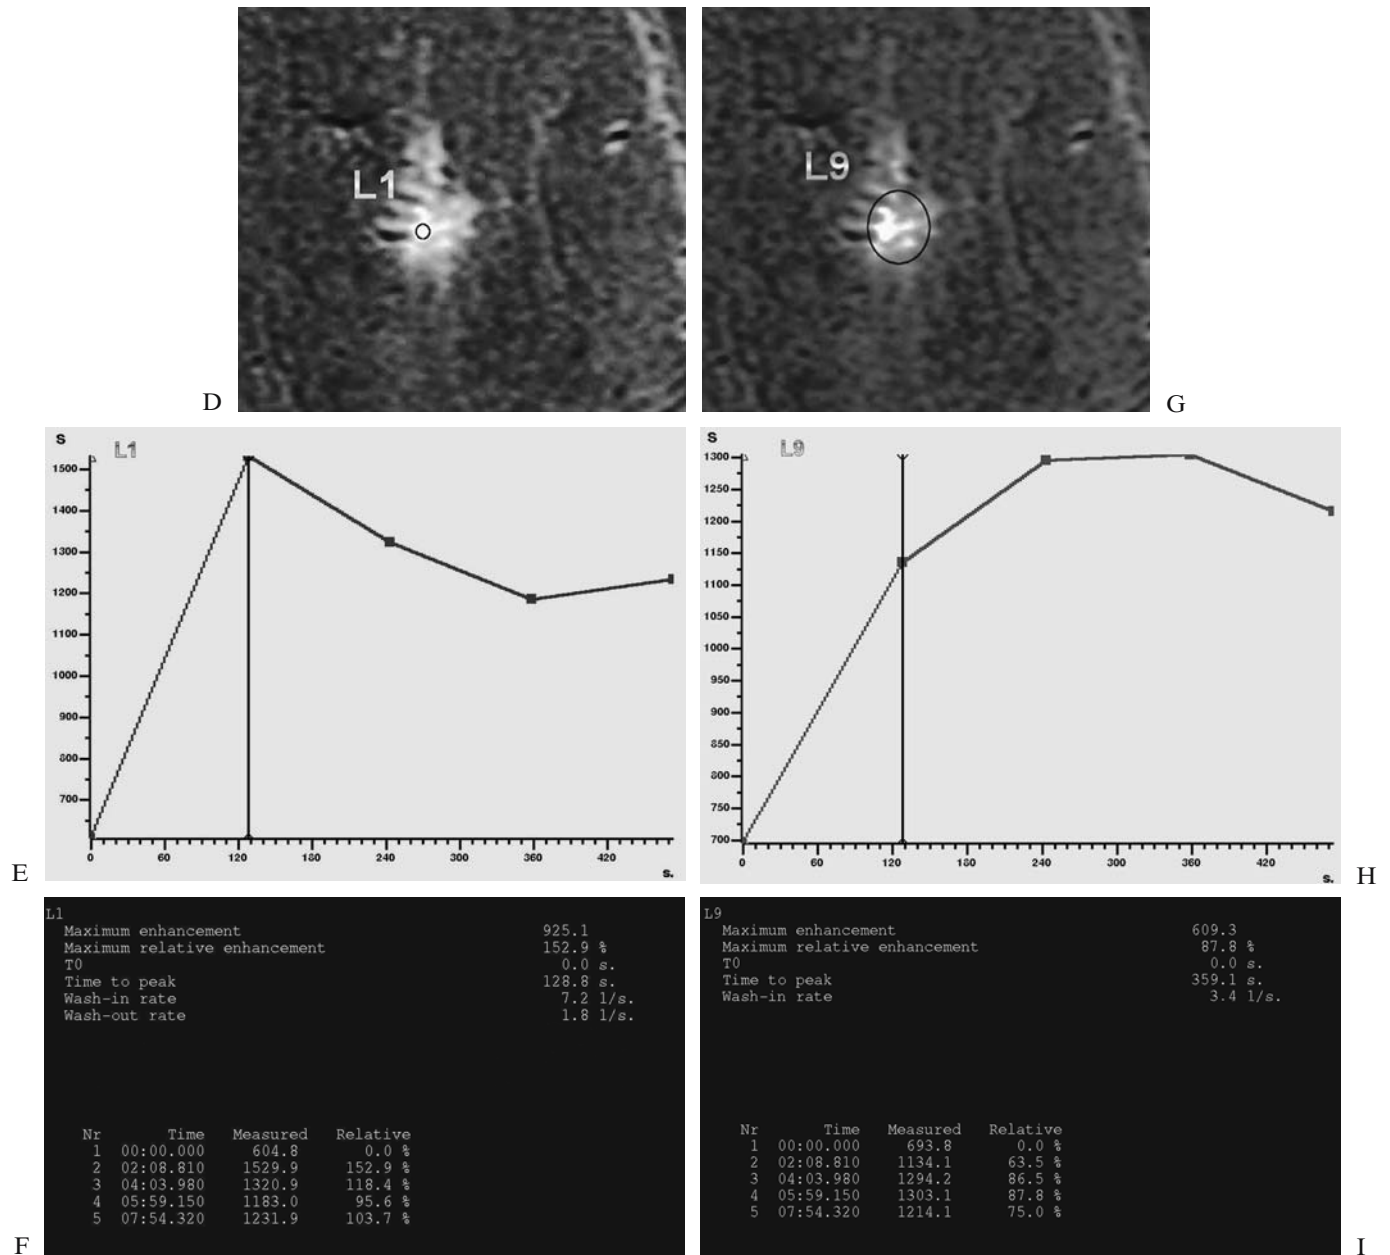 L1
L9
D
G
S
L1
1500
1400
1300
1200
1100
1000
900
800
700
0 60 120 180 240 300 360 420
s.
E
S
L9
1300
1250
1200
1150
1100
1050
1000
950
900
850
800
750
700
0 60 120 180 240 300 360 420
s.
H
L1
Maximum enhancement 925.1
Maximum relative enhancement 152.9 %
T0 0.0 s.
Time to peak 128.8 s.
Wash-in rate 7.2 1/s.
Wash-out rate 1.8 1/s.
Nr Time Measured Relative
1 00:00.000 604.8 0.0 %
2 02:08.810 1529.9 152.9 %
3 04:03.980 1320.9 118.4 %
4 05:59.150 1183.0 95.6 %
5 07:54.320 1231.9 103.7 %
F
L9
Maximum enhancement 609.3
Maximum relative enhancement 87.8 %
T0 0.0 s.
Time to peak 359.1 s.
Wash-in rate 3.4 1/s.
Nr Time Measured Relative
1 00:00.000 693.8 0.0 %
2 02:08.810 1134.1 63.5 %
3 04:03.980 1294.2 86.5 %
4 05:59.150 1303.1 87.8 %
5 07:54.320 1214.1 75.0 %
I